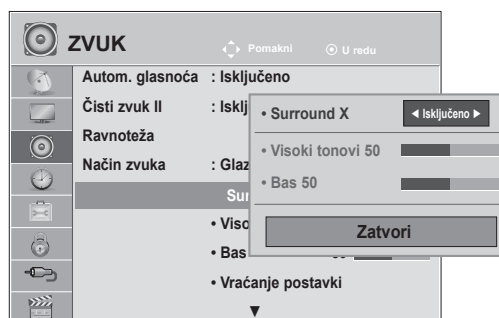 ZVUK
Pomakni U redu
Autom. glasnoća : Isključeno
Čisti zvuk II : Isklj
Ravnoteža
Način zvuka : Glaz
Sur
• Viso
• Bas
• Vraćanje postavki
▼
• Surround X ◄ Isključeno ►
• Visoki tonovi 50
• Bas 50
Zatvori